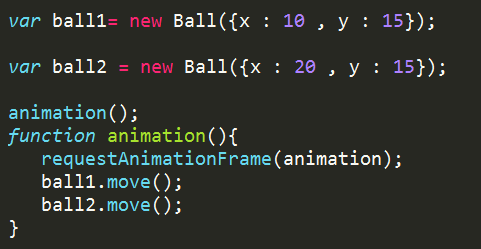 var ball1= new Ball({x : 10 , y : 15});
var ball2 = new Ball({x : 20 , y : 15});
animation();
function animation(){
requestAnimationFrame(animation);
ball1.move();
ball2.move();
}